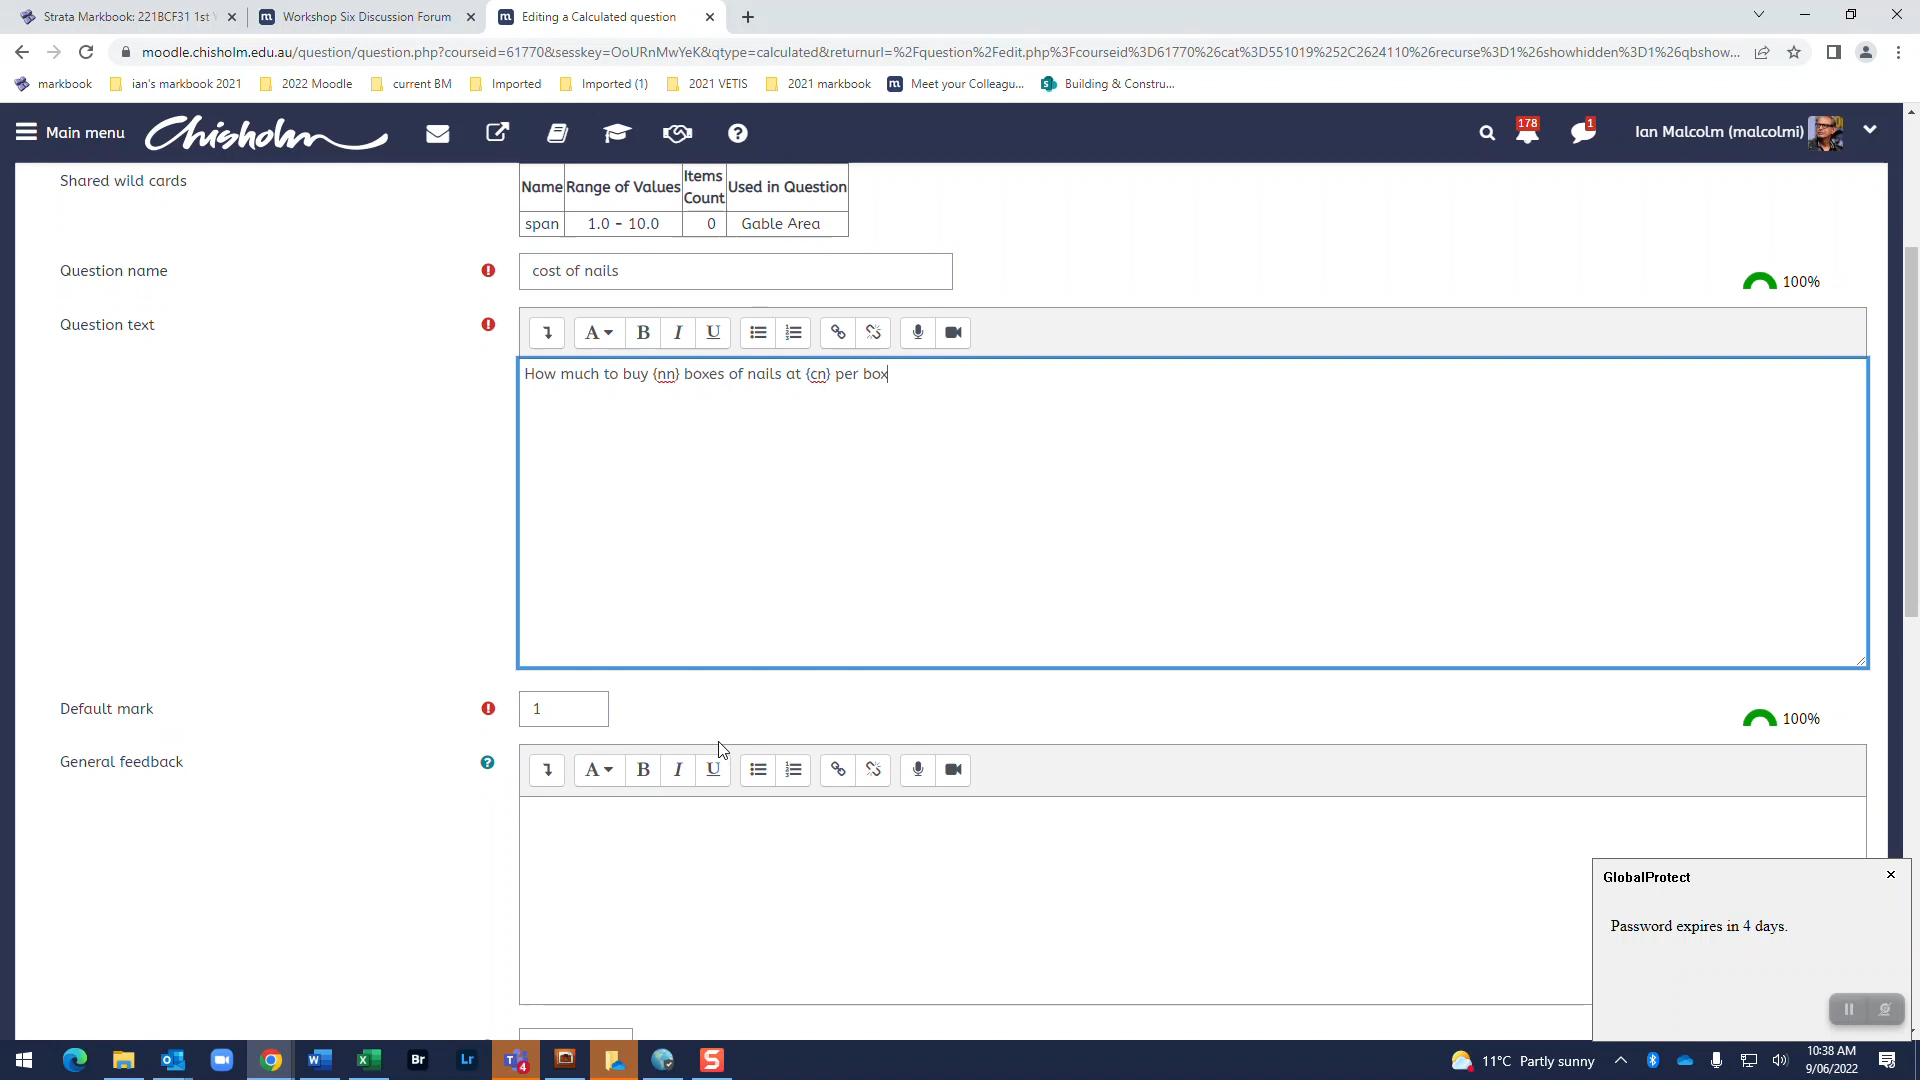 Strata Markbook: 221BCF31 1st
Workshop Six Discussion Forum
Editing a Calculated question
moodle.chisholm.edu.au/question/question.php?courseid=61770&sesskey=OoURnMwYeK&qtype=calculated&returnurl=%2Fquestion%2Fedit.php%3Fcourseid%3D61770%26cat%3D551019%252C2624110%26recurse%3D1%26showhidden%3D1%26qbshow...
markbook
ian's markbook 2021
2022 Moodle
current BM
Imported
Imported (1)
2021 VETIS
2021 markbook
Meet your Colleagu...
Building & Constru...
Main menu
Chisholm
178
1
Ian Malcolm (malcolmi)
Shared wild cards
Name Range of Values Items Count Used in Question
span 1.0 - 10.0 0 Gable Area
Question name
cost of nails
100%
Question text
A B I U
How much to buy {nn} boxes of nails at {cn} per box
Default mark
1
100%
General feedback
A B I U
GlobalProtect
Password expires in 4 days.
Br
Lr
4
11°C Partly sunny
10:38 AM
9/06/2022